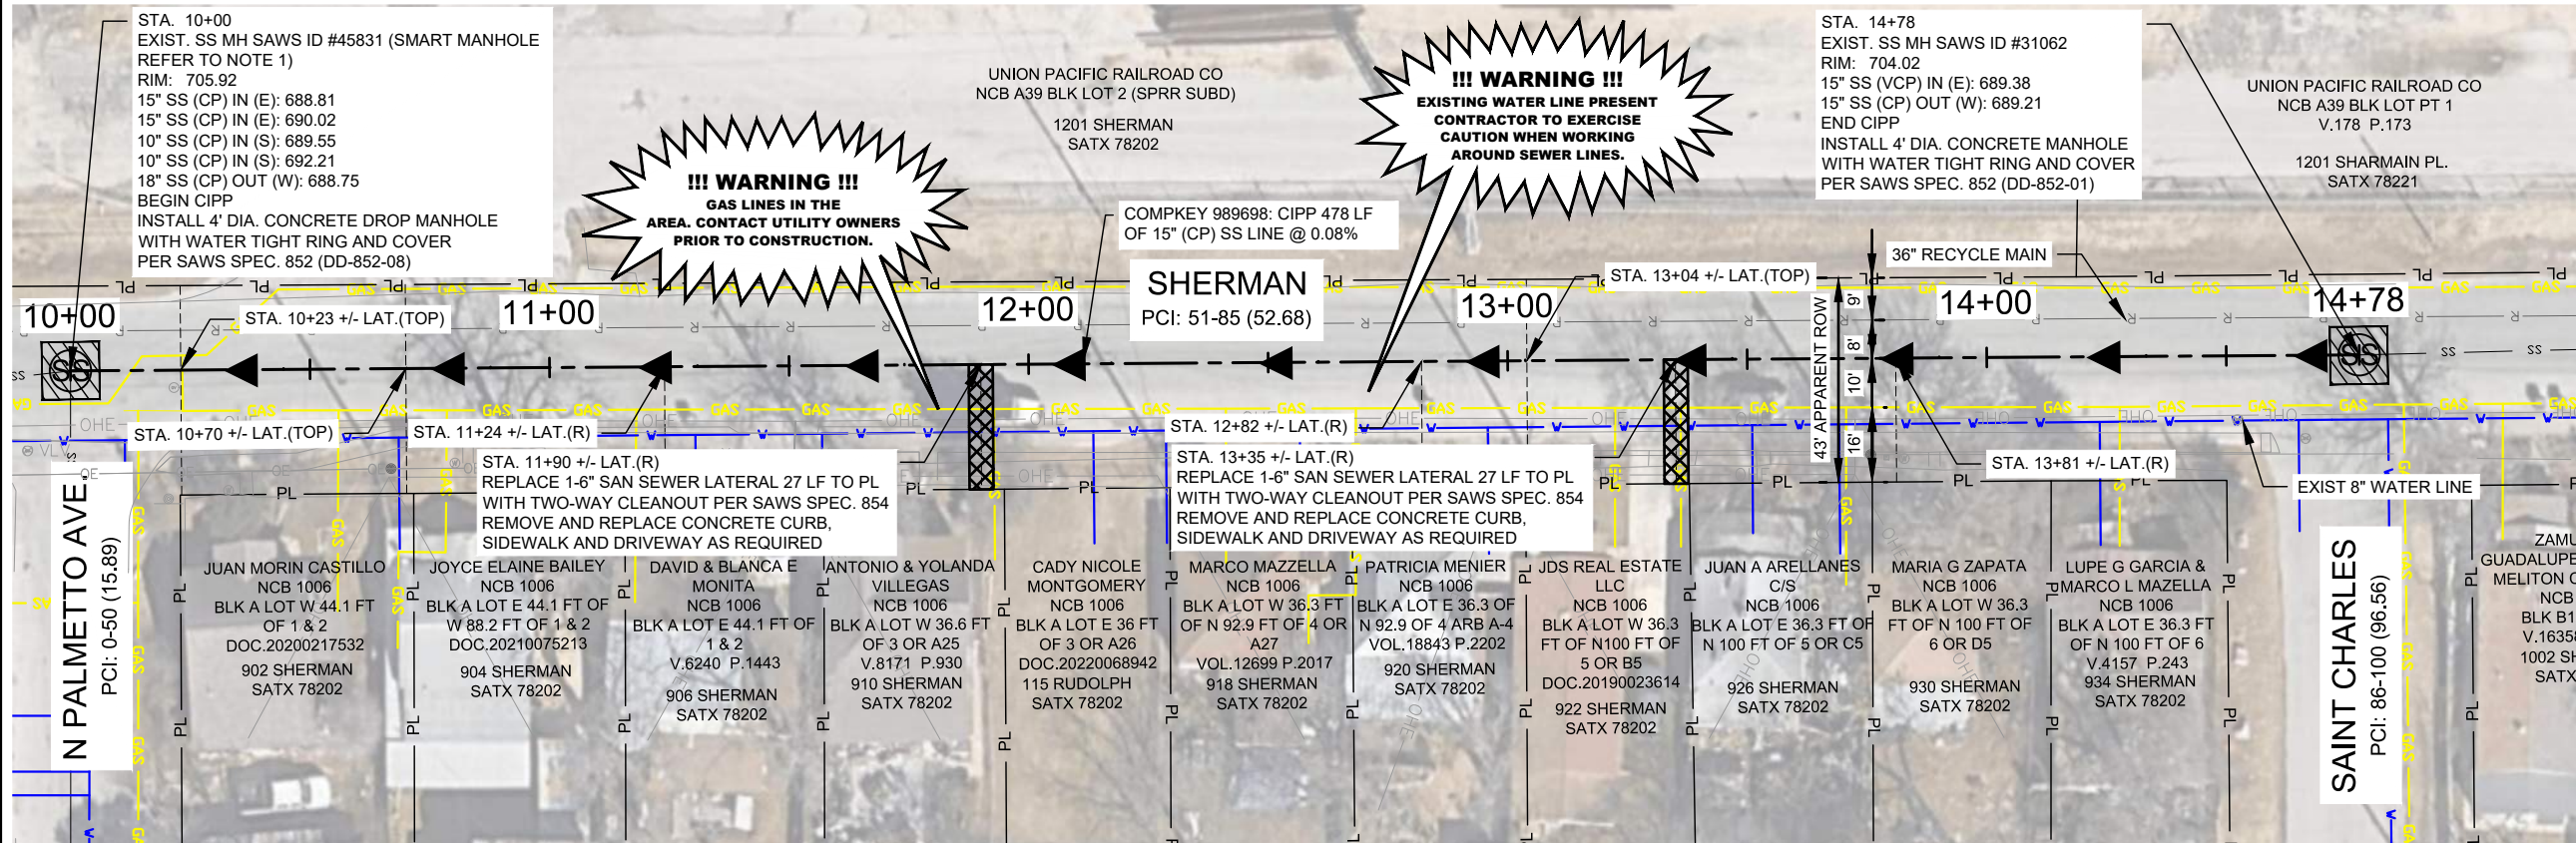 STA. 10+00
EXIST. SS MH SAWS ID #45831 (SMART MANHOLE
REFER TO NOTE 1)
RIM: 705.92
15" SS (CP) IN (E): 688.81
15" SS (CP) IN (E): 690.02
10" SS (CP) IN (S): 689.55
10" SS (CP) IN (S): 692.21
18" SS (CP) OUT (W): 688.75
BEGIN CIPP
INSTALL 4' DIA. CONCRETE DROP MANHOLE
WITH WATER TIGHT RING AND COVER
PER SAWS SPEC. 852 (DD-852-08)
!!! WARNING !!!
GAS LINES IN THE
AREA. CONTACT UTILITY OWNERS
PRIOR TO CONSTRUCTION.
UNION PACIFIC RAILROAD CO
NCB A39 BLK LOT 2 (SPRR SUBD)
1201 SHERMAN
SATX 78202
!!! WARNING !!!
EXISTING WATER LINE PRESENT
CONTRACTOR TO EXERCISE
CAUTION WHEN WORKING
AROUND SEWER LINES.
COMPKEY 989698: CIPP 478 LF
OF 15" (CP) SS LINE @ 0.08%
STA. 14+78
EXIST. SS MH SAWS ID #31062
RIM: 704.02
15" SS (VCP) IN (E): 689.38
15" SS (CP) OUT (W): 689.21
END CIPP
INSTALL 4' DIA. CONCRETE MANHOLE
WITH WATER TIGHT RING AND COVER
PER SAWS SPEC. 852 (DD-852-01)
UNION PACIFIC RAILROAD CO
NCB A39 BLK LOT PT 1
V.178 P.173
1201 SHARMAIN PL.
SATX 78221
36" RECYCLE MAIN
SHERMAN
PCI: 51-85 (52.68)
10+00
11+00
12+00
13+00
14+00
14+78
STA. 10+23 +/- LAT.(TOP)
STA. 13+04 +/- LAT.(TOP)
43' APPARENT ROW
9'
8'
10'
16'
SS
SS
STA. 10+70 +/- LAT.(TOP)
STA. 11+24 +/- LAT.(R)
STA. 11+90 +/- LAT.(R)
REPLACE 1-6" SAN SEWER LATERAL 27 LF TO PL
WITH TWO-WAY CLEANOUT PER SAWS SPEC. 854
REMOVE AND REPLACE CONCRETE CURB,
SIDEWALK AND DRIVEWAY AS REQUIRED
STA. 12+82 +/- LAT.(R)
STA. 13+35 +/- LAT.(R)
REPLACE 1-6" SAN SEWER LATERAL 27 LF TO PL
WITH TWO-WAY CLEANOUT PER SAWS SPEC. 854
REMOVE AND REPLACE CONCRETE CURB,
SIDEWALK AND DRIVEWAY AS REQUIRED
STA. 13+81 +/- LAT.(R)
EXIST 8" WATER LINE
N PALMETTO AVE.
PCI: 0-50 (15.89)
JUAN MORIN CASTILLO
NCB 1006
BLK A LOT W 44.1 FT
OF 1 & 2
DOC.20200217532
902 SHERMAN
SATX 78202
JOYCE ELAINE BAILEY
NCB 1006
BLK A LOT E 44.1 FT OF
W 88.2 FT OF 1 & 2
DOC.20210075213
904 SHERMAN
SATX 78202
DAVID & BLANCA E
MONITA
NCB 1006
BLK A LOT E 44.1 FT OF
1 & 2
V.6240 P.1443
906 SHERMAN
SATX 78202
ANTONIO & YOLANDA
VILLEGAS
NCB 1006
BLK A LOT W 36.6 FT
OF 3 OR A25
V.8171 P.930
910 SHERMAN
SATX 78202
CADY NICOLE
MONTGOMERY
NCB 1006
BLK A LOT E 36 FT
OF 3 OR A26
DOC.20220068942
115 RUDOLPH
SATX 78202
MARCO MAZZELLA
NCB 1006
BLK A LOT W 36.3 FT
OF N 92.9 FT OF 4 OR
A27
VOL.12699 P.2017
918 SHERMAN
SATX 78202
PATRICIA MENIER
NCB 1006
BLK A LOT E 36.3 OF
N 92.9 OF 4 ARB A-4
VOL.18843 P.2202
920 SHERMAN
SATX 78202
JDS REAL ESTATE
LLC
NCB 1006
BLK A LOT W 36.3
FT OF N100 FT OF
5 OR B5
DOC.20190023614
922 SHERMAN
SATX 78202
JUAN A ARELLANES
C/S
NCB 1006
BLK A LOT E 36.3 FT OF
N 100 FT OF 5 OR C5
926 SHERMAN
SATX 78202
MARIA G ZAPATA
NCB 1006
BLK A LOT W 36.3
FT OF N 100 FT OF
6 OR D5
930 SHERMAN
SATX 78202
LUPE G GARCIA &
MARCO L MAZELLA
NCB 1006
BLK A LOT E 36.3 FT
OF N 100 FT OF 6
V.4157 P.243
934 SHERMAN
SATX 78202
SAINT CHARLES
PCI: 86-100 (96.56)
ZAMU
GUADALUPE
MELITON C
NCB
BLK B1
V.1635
1002 SH
SATX